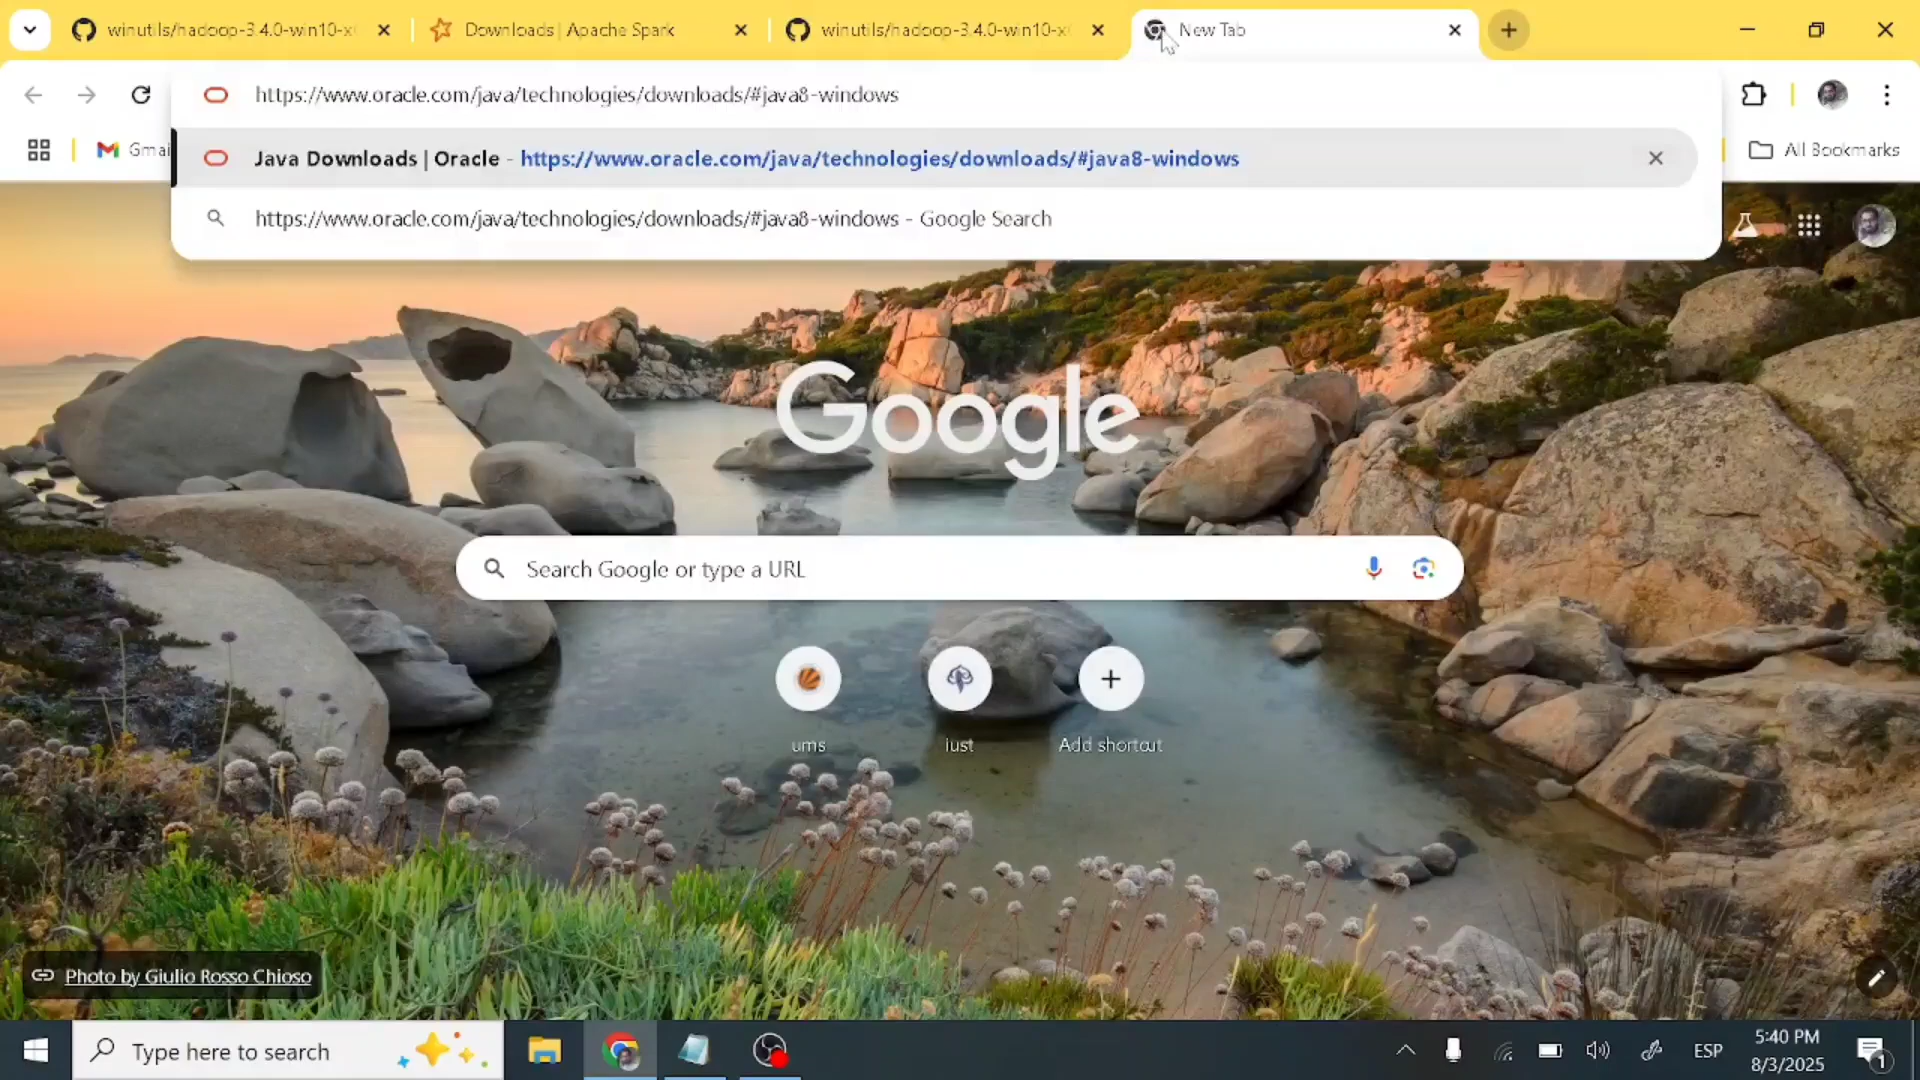 winutils/hadoop-3.4.0-win10-x
Downloads | Apache Spark
winutils/hadoop-3.4.0-win10-x
New Tab
https://www.oracle.com/java/technologies/downloads/#java8-windows
Gmai
Java Downloads | Oracle - https://www.oracle.com/java/technologies/downloads/#java8-windows
All Bookmarks
https://www.oracle.com/java/technologies/downloads/#java8-windows - Google Search
Google
Search Google or type a URL
ums
iust
Add shortcut
Photo by Giulio Rosso Chioso
Type here to search
ESP
5:40 PM
8/3/2025
1